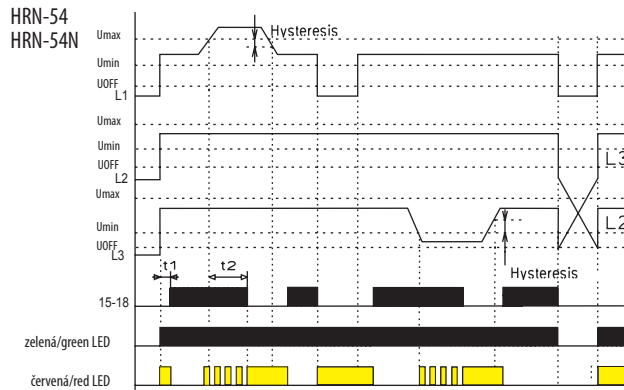 HRN-54
HRN-54N
Umax
Hysteresis
Umin
UOFF
L1
Umax
Umin
UOFF
L3
L2
Umax
Umin
L2
UOFF
L3
t1
t2
Hysteresis
15-18
zelená/green LED
červená/red LED